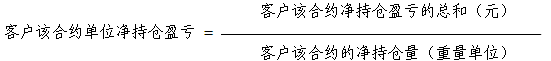 客户该合约单位净持仓盈亏 = 
客户该合约净持仓盈亏的总和（元）
客户该合约的净持仓量（重量单位）